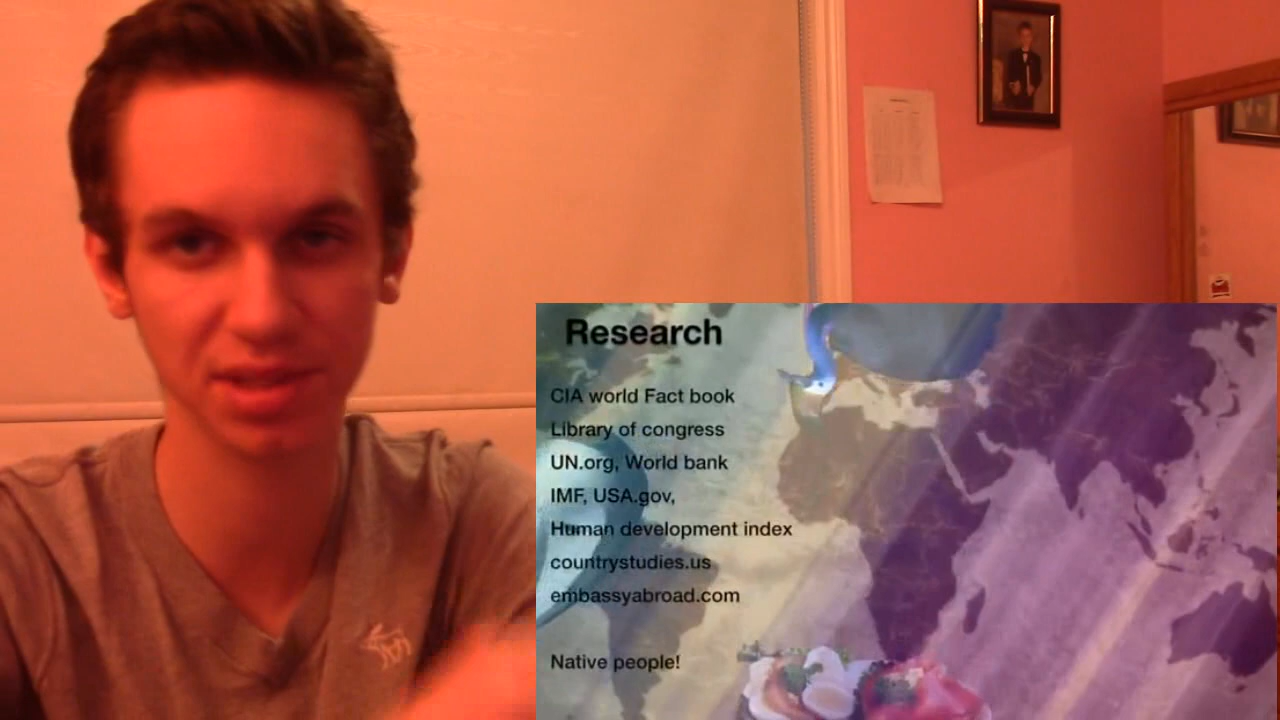 Research
CIA world Fact book
Library of congress
UN.org, World bank
IMF, USA.gov,
Human development index
countrystudies.us
embassyabroad.com
Native people!